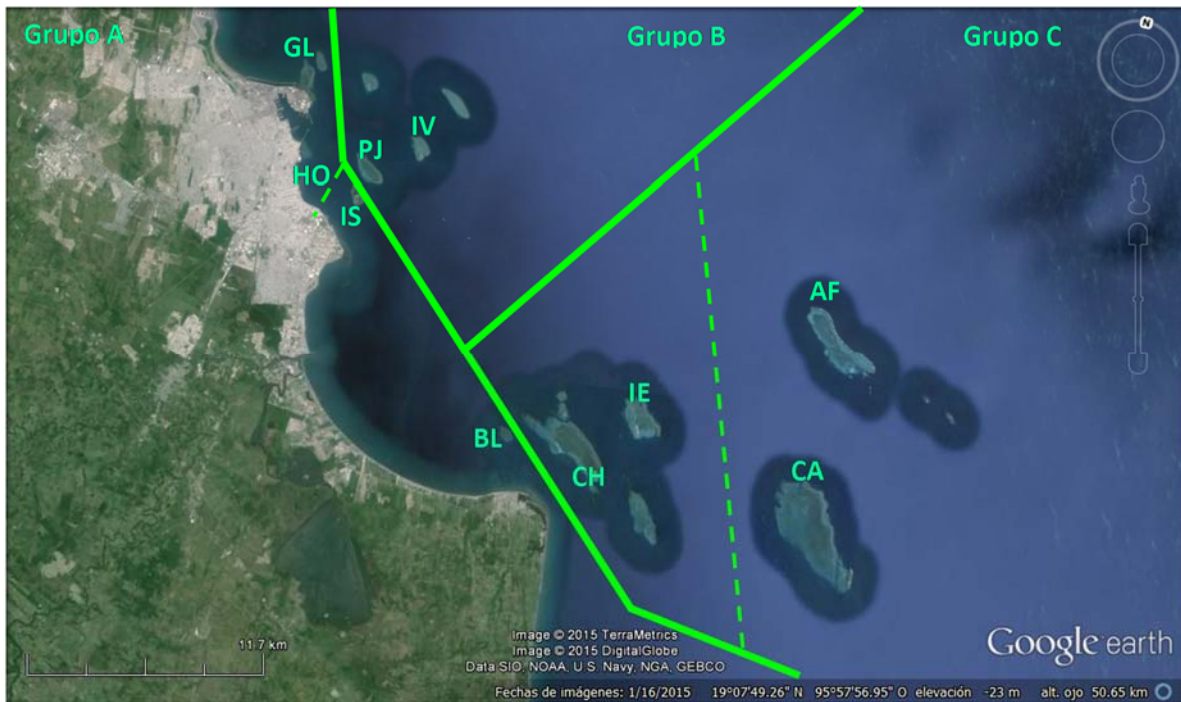 Grupo A
Grupo B
Grupo C
N
GL
IV
PJ
HO
IS
AF
IE
BL
CH
CA
11.7 km
Image © 2015 TerraMetrics
Image © 2015 DigitalGlobe
Data SIO, NOAA, U.S. Navy, NGA, GEBCO
Google earth
Fechas de imágenes: 1/16/2015 19°07'49.26" N 95°57'56.95" O elevación -23 m alt. ojo 50.65 km